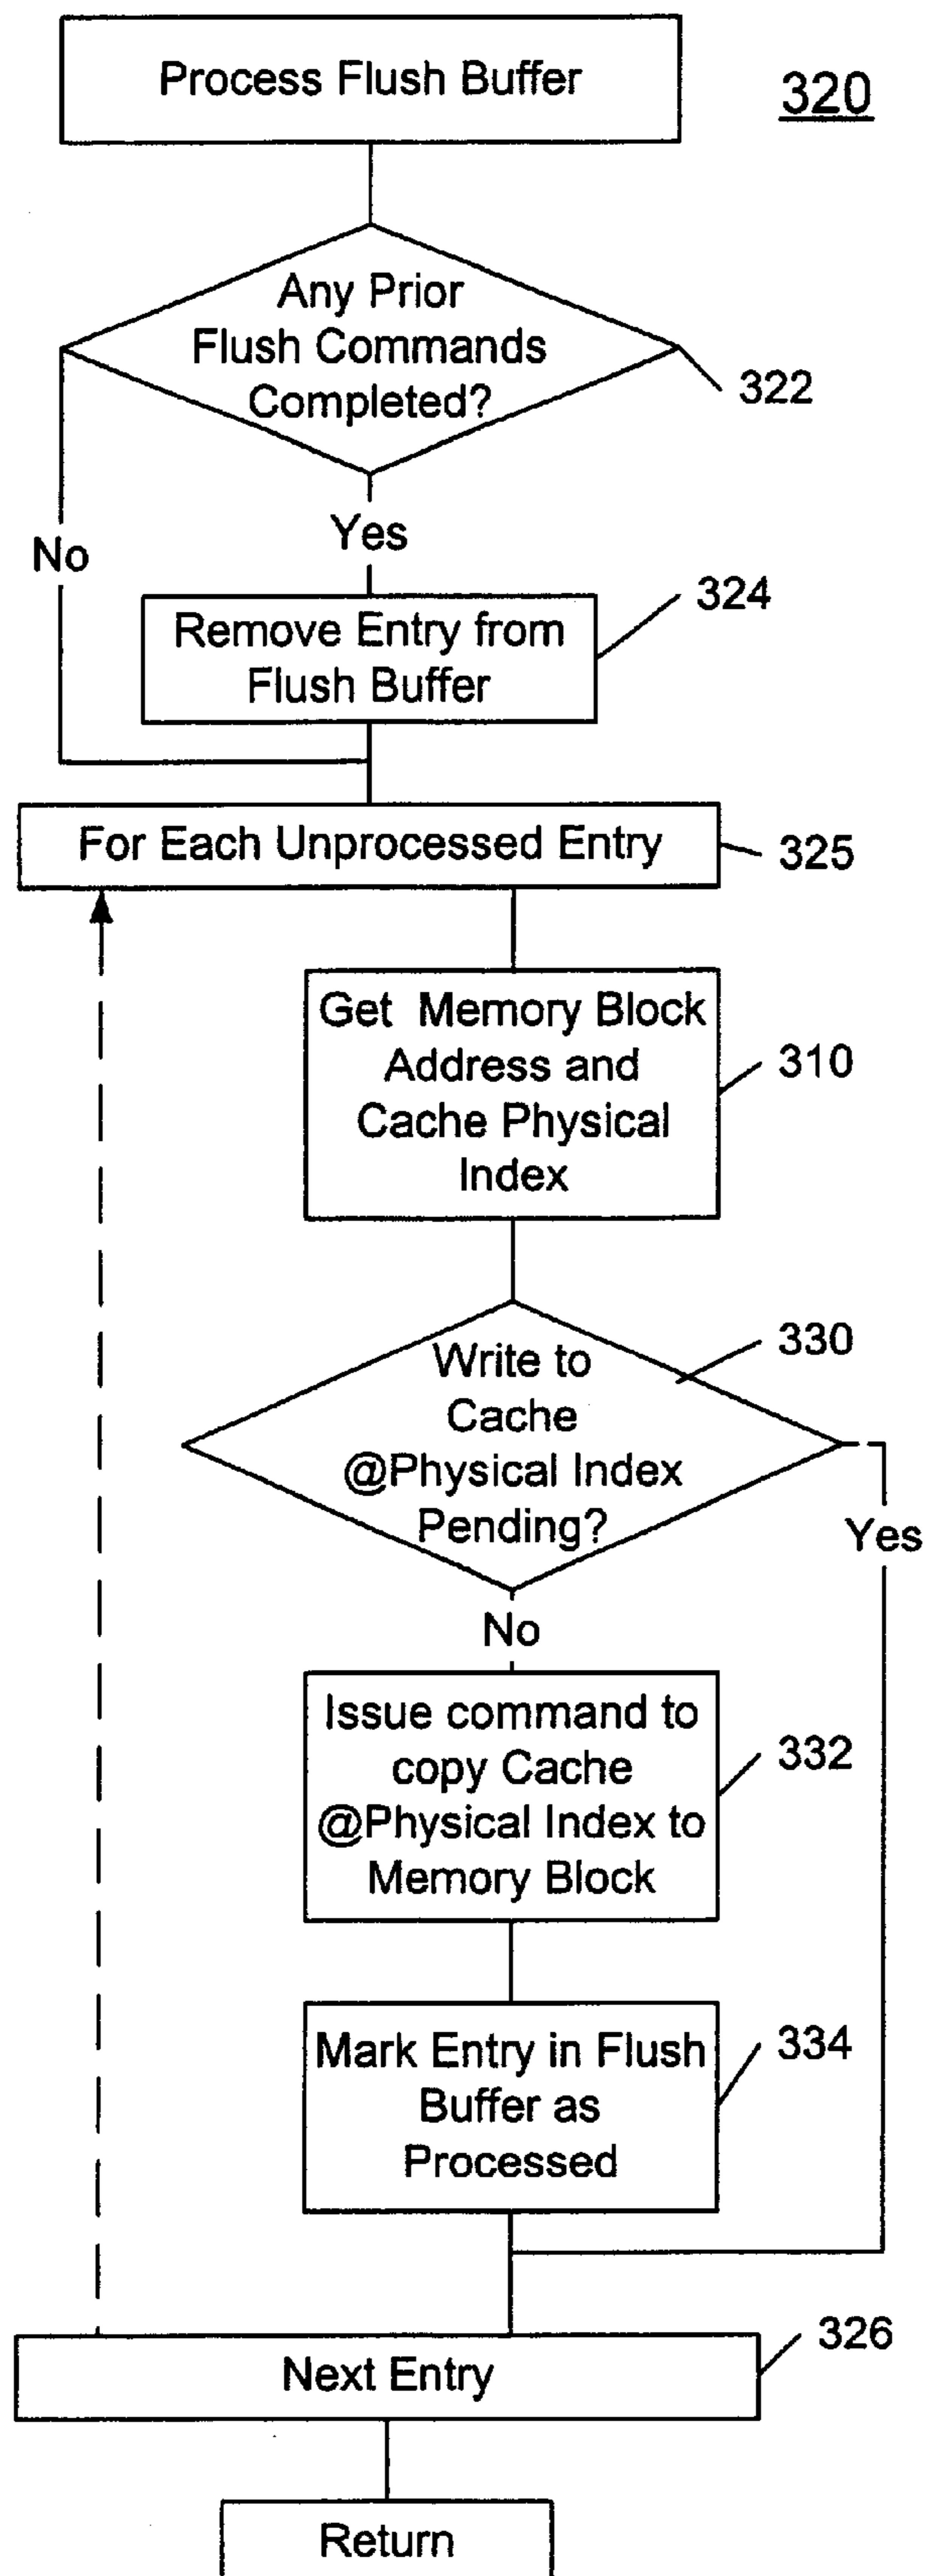 Process Flush Buffer
320
Any Prior
Flush Commands
Completed?
322
No
Yes
324
Remove Entry from
Flush Buffer
For Each Unprocessed Entry
325
Get Memory Block
Address and
Cache Physical
Index
310
330
Write to
Cache
@Physical Index
Pending?
Yes
No
Issue command to
copy Cache
@Physical Index to
Memory Block
332
Mark Entry in Flush
Buffer as
Processed
334
326
Next Entry
Return